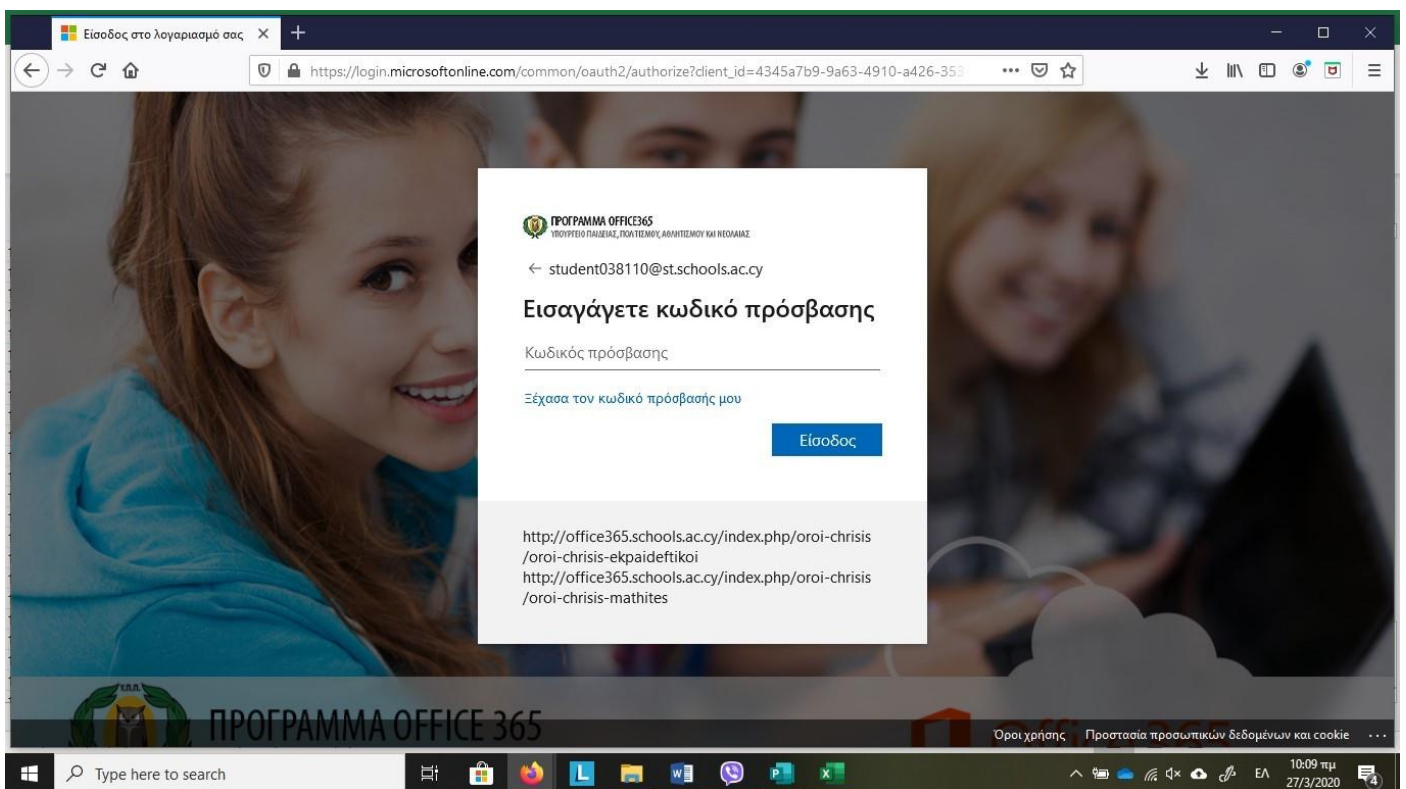 Είσοδος στο λογαριασμό σας
https://login.microsoftonline.com/common/oauth2/authorize?client_id=4345a7b9-9a63-4910-a426-353
ΠΡΟΓΡΑΜΜΑ OFFICE365
ΥΠΟΥΡΓΕΙΟ ΠΑΙΔΕΙΑΣ, ΠΟΛΙΤΙΣΜΟΥ, ΑΘΛΗΤΙΣΜΟΥ ΚΑΙ ΝΕΟΛΑΙΑΣ
← student038110@st.schools.ac.cy
Εισαγάγετε κωδικό πρόσβασης
Κωδικός πρόσβασης
Ξέχασα τον κωδικό πρόσβασής μου
Είσοδος
http://office365.schools.ac.cy/index.php/oroi-chrisis
/oroi-chrisis-ekpaideftikoi
http://office365.schools.ac.cy/index.php/oroi-chrisis
/oroi-chrisis-mathites
Ε.Π.Π.
ΠΡΟΓΡΑΜΜΑ OFFICE 365
Office 365
Όροι χρήσης Προστασία προσωπικών δεδομένων και cookie ...
Type here to search
ΕΛ
10:09 πμ
27/3/2020
4